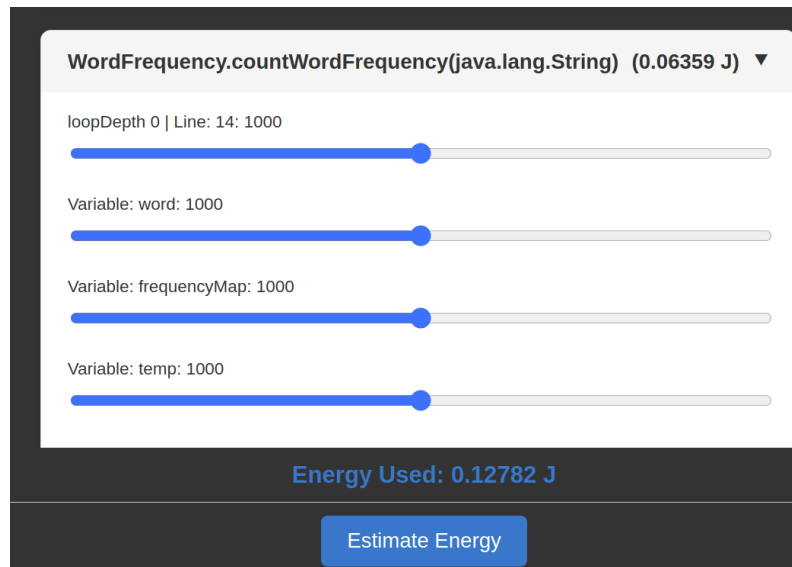 WordFrequency.countWordFrequency(java.lang.String) (0.06359 J) ▼
loopDepth 0 | Line: 14: 1000
Variable: word: 1000
Variable: frequencyMap: 1000
Variable: temp: 1000
Energy Used: 0.12782 J
Estimate Energy